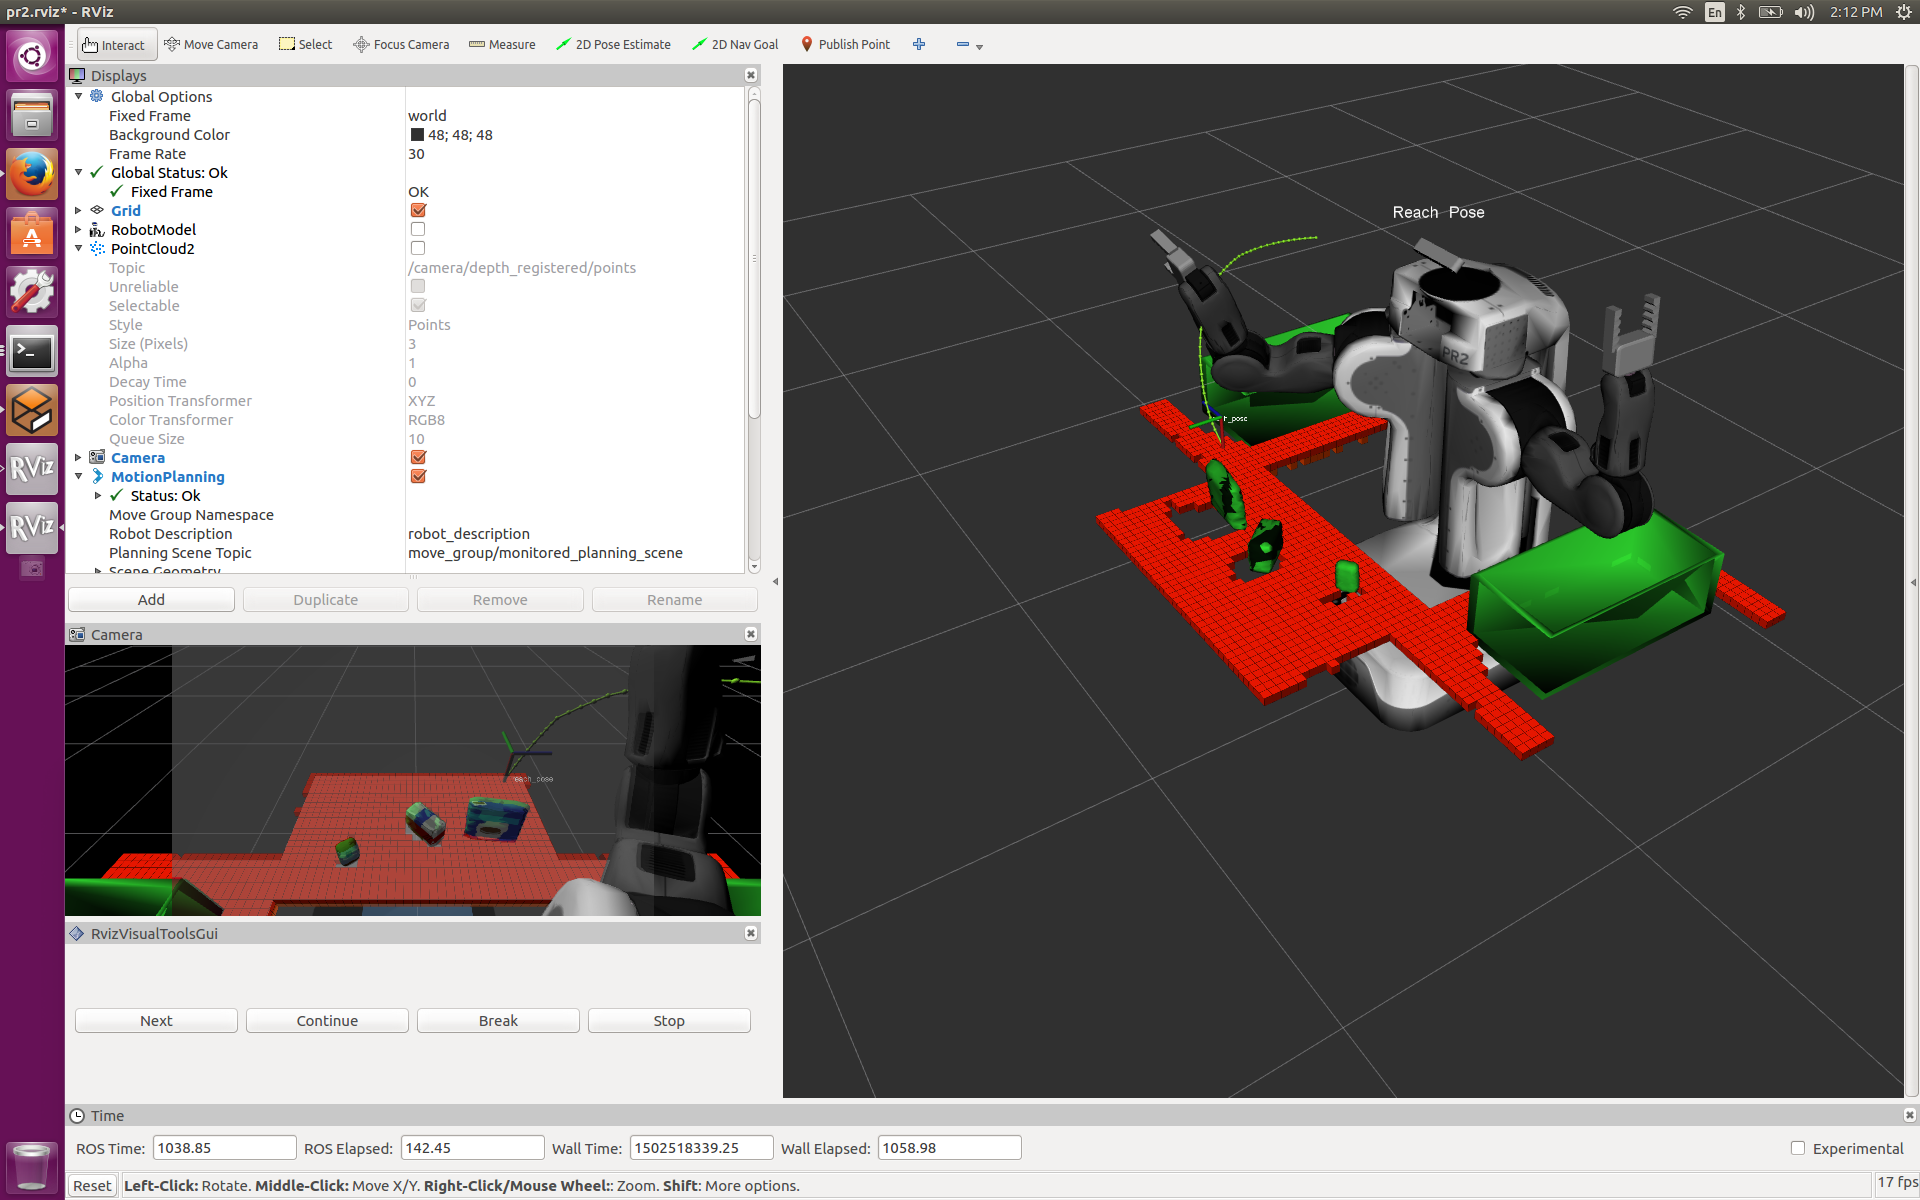 pr2.rviz* - RViz
En
2:12 PM
Interact
Move Camera
Select
Focus Camera
Measure
2D Pose Estimate
2D Nav Goal
Publish Point
Displays
Global Options
Fixed Frame world
Background Color 48; 48; 48
Frame Rate 30
Global Status: Ok
Fixed Frame OK
Grid
RobotModel
PointCloud2
Topic /camera/depth_registered/points
Unreliable
Selectable
Style Points
Size (Pixels) 3
Alpha 1
Decay Time 0
Position Transformer XYZ
Color Transformer RGB8
Queue Size 10
Camera
MotionPlanning
Status: Ok
Move Group Namespace
Robot Description robot_description
Planning Scene Topic move_group/monitored_planning_scene
Scene Geometry
Add
Duplicate
Remove
Rename
Camera
reach_pose
RvizVisualToolsGui
Next
Continue
Break
Stop
Reach Pose
PR2
RViz
RViz
Time
ROS Time: 1038.85
ROS Elapsed: 142.45
Wall Time: 1502518339.25
Wall Elapsed: 1058.98
Experimental
Reset
Left-Click: Rotate. Middle-Click: Move X/Y. Right-Click/Mouse Wheel:: Zoom. Shift: More options.
17 fps